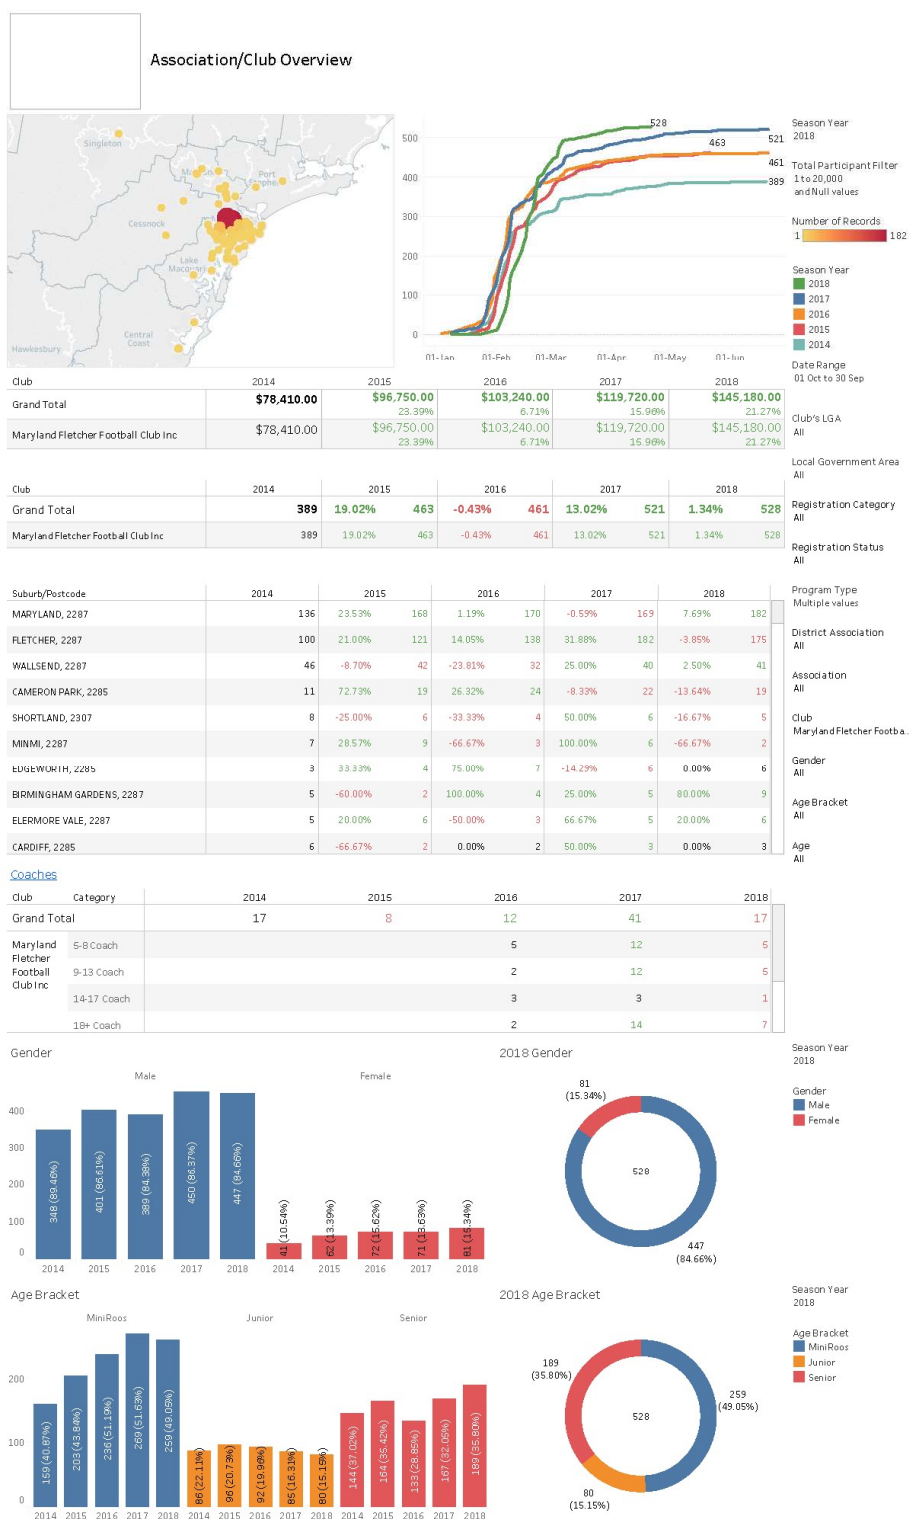 Association/Club Overview
Singleton
Port
Cessnock
Lake
Macquarie
Central
Coast
Hawkesbury
528
521
463
461
389
500
400
300
200
100
0
01-Jan 01-Feb 01-Mar 01-Apr 01-May 01-Jun
Season Year
2018
Total Participant Filter
1 to 20,000
and Null values
Number of Records
1 182
Season Year
2018
2017
2016
2015
2014
Date Range
01 Oct to 30 Sep
Club's LGA
All
Local Government Area
All
Registration Category
All
Registration Status
All
Program Type
Multiple values
District Association
All
Association
All
Club
Maryland Fletcher Footba..
Gender
All
Age Bracket
All
Age
All
Club 2014 2015 2016 2017 2018
Grand Total $78,410.00 $96,750.00 $103,240.00 $119,720.00 $145,180.00
23.39% 6.71% 15.96% 21.27%
Maryland Fletcher Football Club Inc $78,410.00 $96,750.00 $103,240.00 $119,720.00 $145,180.00
23.39% 6.71% 15.96% 21.27%
Club 2014 2015 2016 2017 2018
Grand Total 389 19.02% 463 -0.43% 461 13.02% 521 1.34% 528
Maryland Fletcher Football Club Inc 389 19.02% 463 -0.43% 461 13.02% 521 1.34% 528
Suburb/Postcode 2014 2015 2016 2017 2018
MARYLAND, 2287 136 23.53% 168 1.19% 170 -0.59% 169 7.69% 182
FLETCHER, 2287 100 21.00% 121 14.05% 138 31.88% 182 -3.85% 175
WALLSEND, 2287 46 -8.70% 42 -23.81% 32 25.00% 40 2.50% 41
CAMERON PARK, 2285 11 72.73% 19 26.32% 24 -8.33% 22 -13.64% 19
SHORTLAND, 2307 8 -25.00% 6 -33.33% 4 50.00% 6 -16.67% 5
MINMI, 2287 7 28.57% 9 -66.67% 3 100.00% 6 -66.67% 2
EDGEWORTH, 2285 3 33.33% 4 75.00% 7 -14.29% 6 0.00% 6
BIRMINGHAM GARDENS, 2287 5 -60.00% 2 100.00% 4 25.00% 5 80.00% 9
ELERMORE VALE, 2287 5 20.00% 6 -50.00% 3 66.67% 5 20.00% 6
CARDIFF, 2285 6 -66.67% 2 0.00% 2 50.00% 3 0.00% 3
Coaches
Club Category 2014 2015 2016 2017 2018
Grand Total 17 8 12 41 17
Maryland
Fletcher
Football
Club Inc
5-8 Coach 5 12 5
9-13 Coach 2 12 5
14-17 Coach 3 3 1
18+ Coach 2 14 7
Gender
Male Female
400
300
200
100
0
348 (89.46%) 401 (86.61%) 389 (84.38%) 450 (86.37%) 447 (84.66%) 41 (10.54%) 62 (13.39%) 72 (15.62%) 71 (13.63%) 81 (15.34%)
2014 2015 2016 2017 2018 2014 2015 2016 2017 2018
2018 Gender
81
(15.34%)
528
447
(84.66%)
Season Year
2018
Gender
Male
Female
Age Bracket
MiniRoos Junior Senior
200
100
0
159 (40.87%) 203 (43.84%) 236 (51.19%) 269 (51.63%) 259 (49.05%) 86 (22.11%) 96 (20.73%) 92 (19.96%) 85 (16.31%) 80 (15.15%) 144 (37.02%) 164 (35.42%) 133 (28.85%) 167 (32.05%) 189 (35.80%)
2014 2015 2016 2017 2018 2014 2015 2016 2017 2018 2014 2015 2016 2017 2018
2018 Age Bracket
189
(35.80%)
528
259
(49.05%)
80
(15.15%)
Season Year
2018
Age Bracket
MiniRoos
Junior
Senior